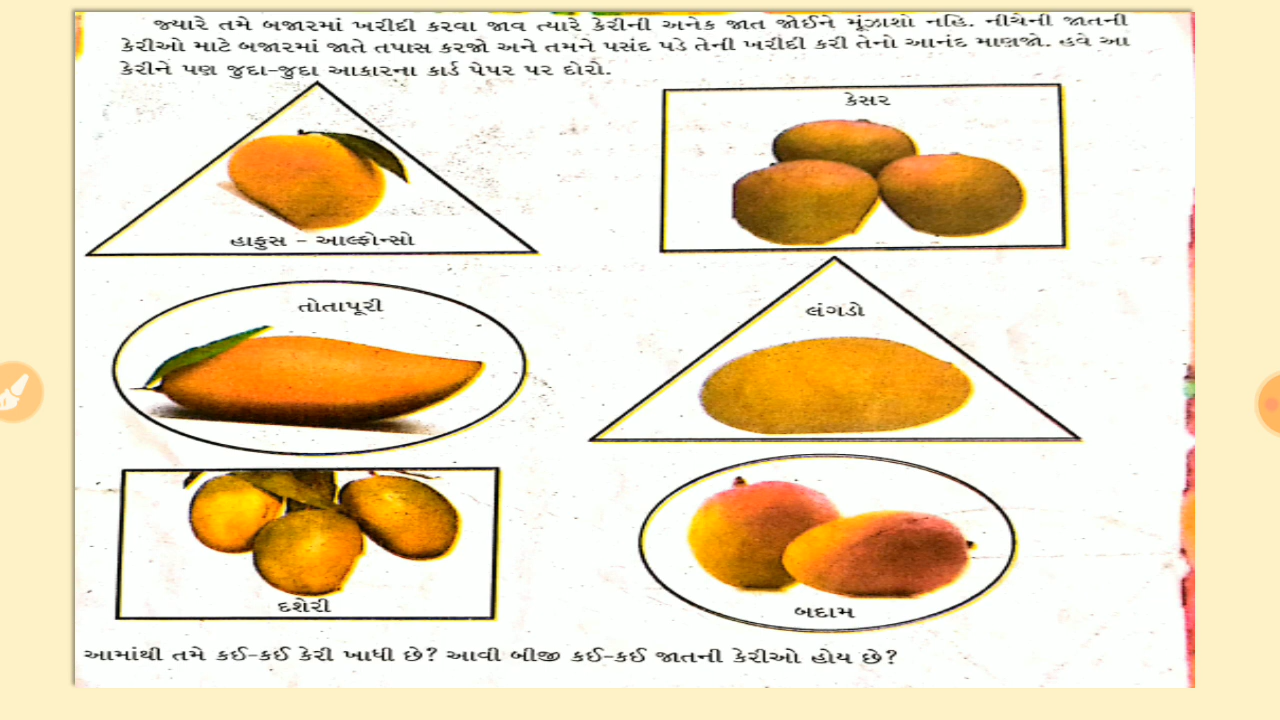 જ્યારે તમે બજારમાં ખરીદી કરવા જાવ ત્યારે કેરીની અનેક જાત જોઈને મૂંઝાશો નહિ. નીચેની જાતની
કેરીઓ માટે બજારમાં જાતે તપાસ કરજો અને તમને પસંદ પડે તેની ખરીદી કરી તેનો આનંદ માણજો. હવે આ
કેરીને પણ જુદા-જુદા આકારના કાર્ડ પેપર પર દોરો.
હાફુસ - આલ્ફોન્સો
કેસર
તોતાપૂરી
લંગડો
દશેરી
બદામ
આમાંથી તમે કઈ-કઈ કેરી ખાધી છે? આવી બીજી કઈ-કઈ જાતની કેરીઓ હોય છે?